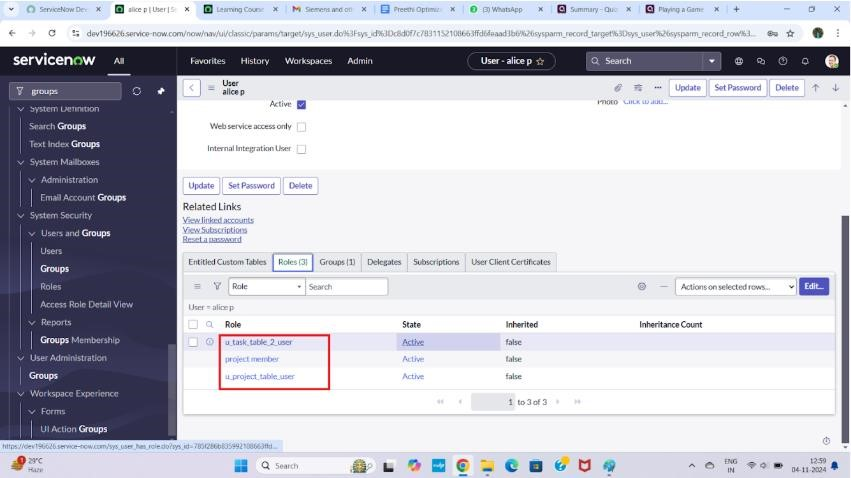 ServiceNow Dev
alice p | User | S
Learning Course
Siemens and oth
Preethi Optimize
(3) WhatsApp
Summary - Quo
Playing a Game
dev196626.service-now.com/now/nav/ui/classic/params/target/sys_user.do%3Fsys_id%3Dc8d0f7c7831152108663ffd6feaad3b6%26sysparm_record_target%3Dsys_user%26sysparm_record_row%3...
servicenow
All
Favorites
History
Workspaces
Admin
User - alice p
Search
groups
User
alice p
Update
Set Password
Delete
System Definition
Search Groups
Text Index Groups
System Mailboxes
Administration
Email Account Groups
System Security
Users and Groups
Users
Groups
Roles
Access Role Detail View
Reports
Groups Membership
User Administration
Groups
Workspace Experience
Forms
UI Action Groups
Active
Photo Click to add...
Web service access only
Internal Integration User
Update
Set Password
Delete
Related Links
View linked accounts
View Subscriptions
Reset a password
Entitled Custom Tables
Roles (3)
Groups (1)
Delegates
Subscriptions
User Client Certificates
Role
Search
Actions on selected rows...
Edit...
User = alice p
Role State Inherited Inheritance Count
u_task_table_2_user Active false
project member Active false
u_project_table_user Active false
1 to 3 of 3
https://dev196626.service-now.com/sys_user_has_role.do?sys_id=785f286b835992108663ffd...
1
29°C
Haze
Search
ENG
IN
12:59
04-11-2024